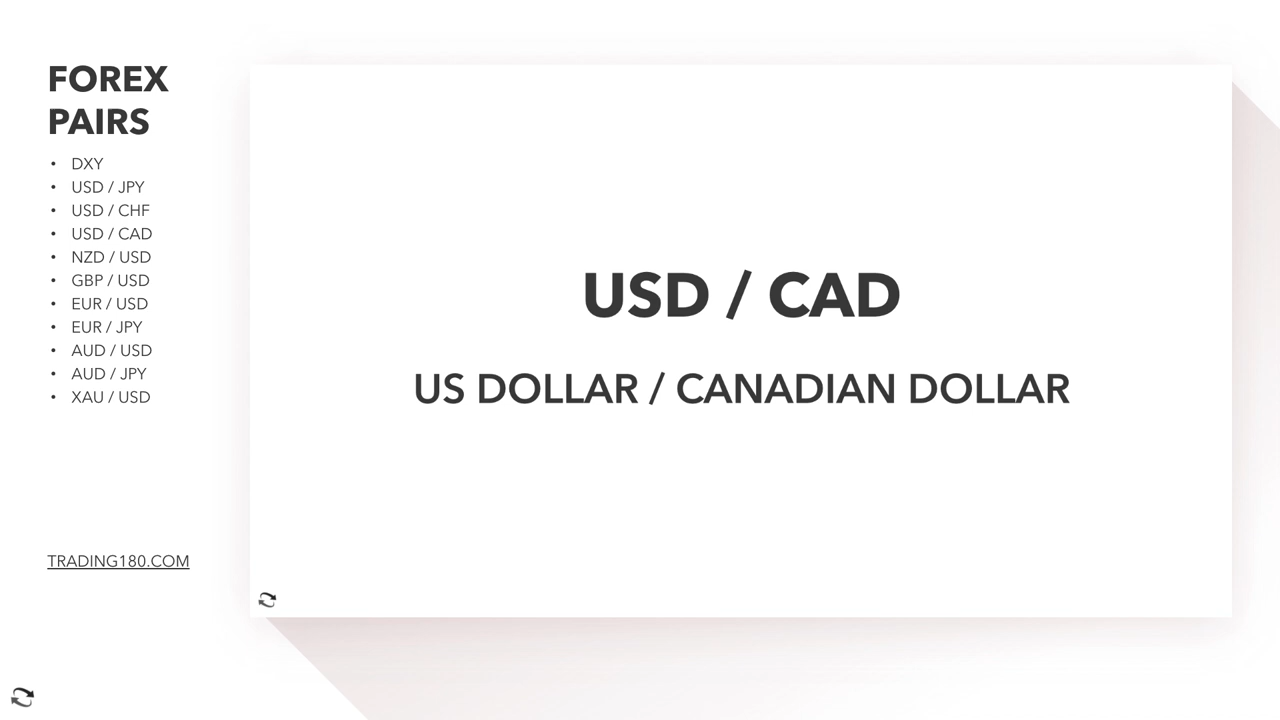 FOREX
PAIRS
• DXY
• USD / JPY
• USD / CHF
• USD / CAD
• NZD / USD
• GBP / USD
• EUR / USD
• EUR / JPY
• AUD / USD
• AUD / JPY
• XAU / USD
TRADING180.COM
USD / CAD
US DOLLAR / CANADIAN DOLLAR